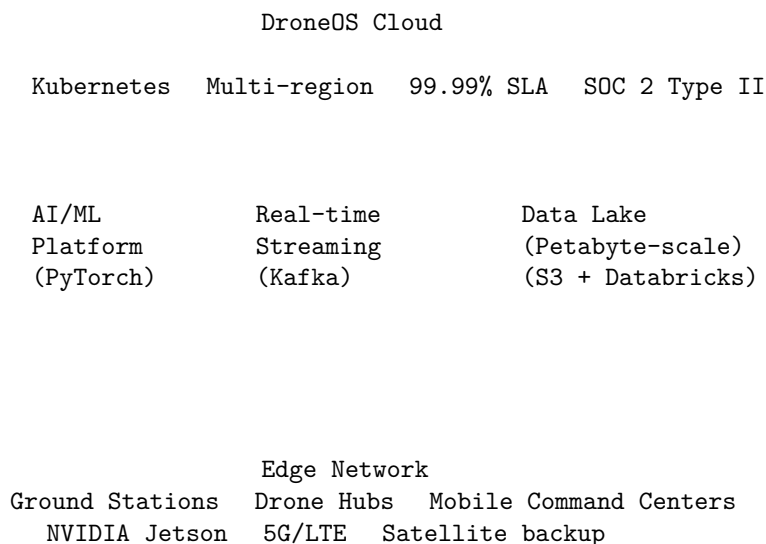 DroneOS Cloud
Kubernetes Multi-region 99.99% SLA SOC 2 Type II
AI/ML Real-time Data Lake
Platform Streaming (Petabyte-scale)
(PyTorch) (Kafka) (S3 + Databricks)
Edge Network
Ground Stations Drone Hubs Mobile Command Centers
NVIDIA Jetson 5G/LTE Satellite backup